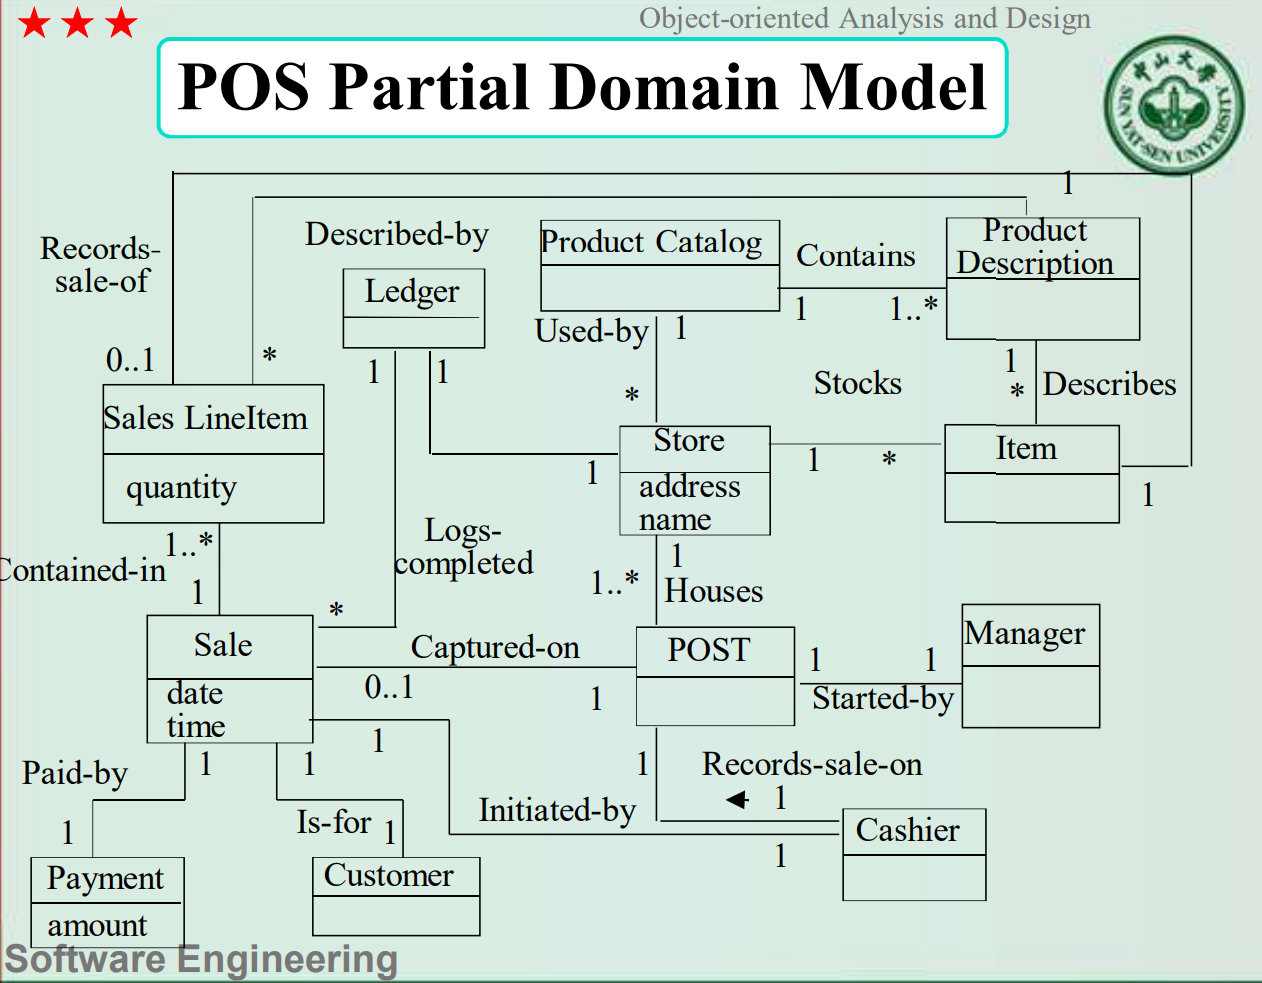 Object-oriented Analysis and Design
POS Partial Domain Model
中山大學
SUN YAT-SEN UNIVERSITY
1
Records-
sale-of
Described-by
Ledger
Product Catalog
Contains
1
1..*
Product
Description
Used-by
1
*
0..1
*
1
1
Stocks
1
*
Describes
Sales LineItem
quantity
Store
address
name
1
1
*
Item
1
1..*
Contained-in
1
Logs-
completed
*
1
1..*
Houses
Sale
date
time
Captured-on
0..1
1
POST
1
1
Started-by
Manager
1
Paid-by
1
1
1
Records-sale-on
1
Initiated-by
1
Is-for
1
1
Cashier
Payment
amount
Customer
Software Engineering